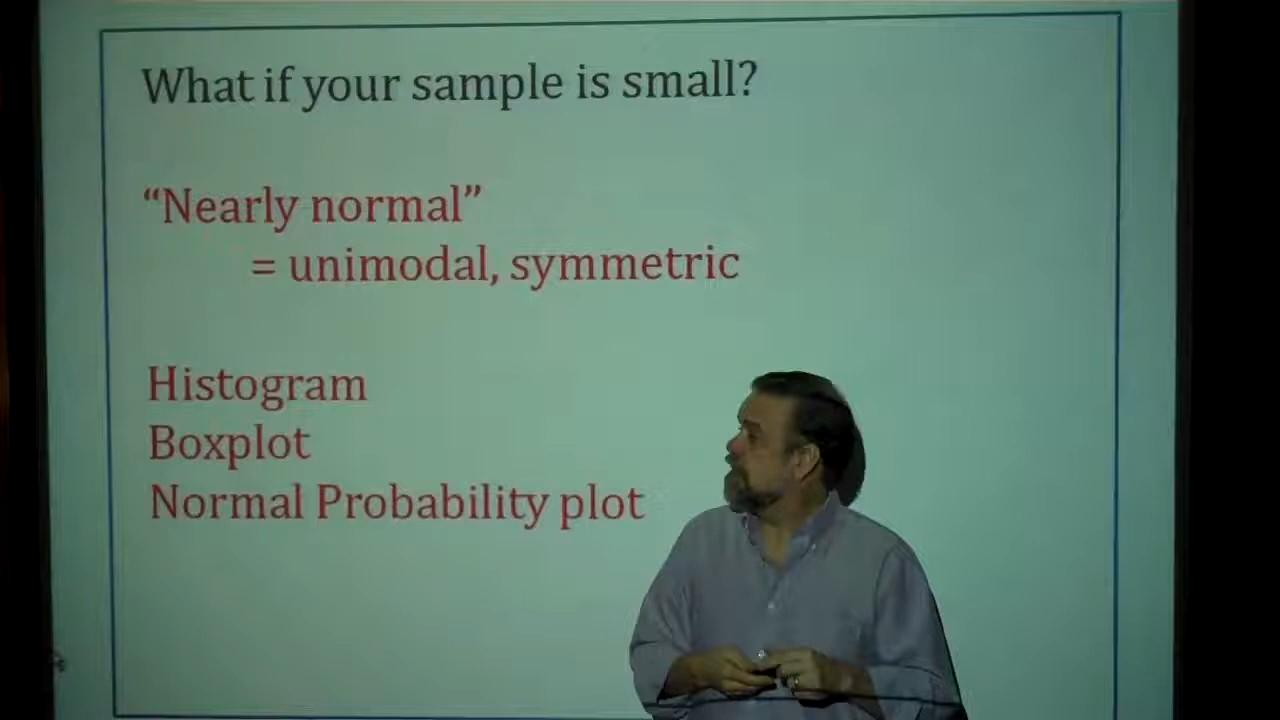 What if your sample is small?
“Nearly normal”
= unimodal, symmetric
Histogram
Boxplot
Normal Probability plot